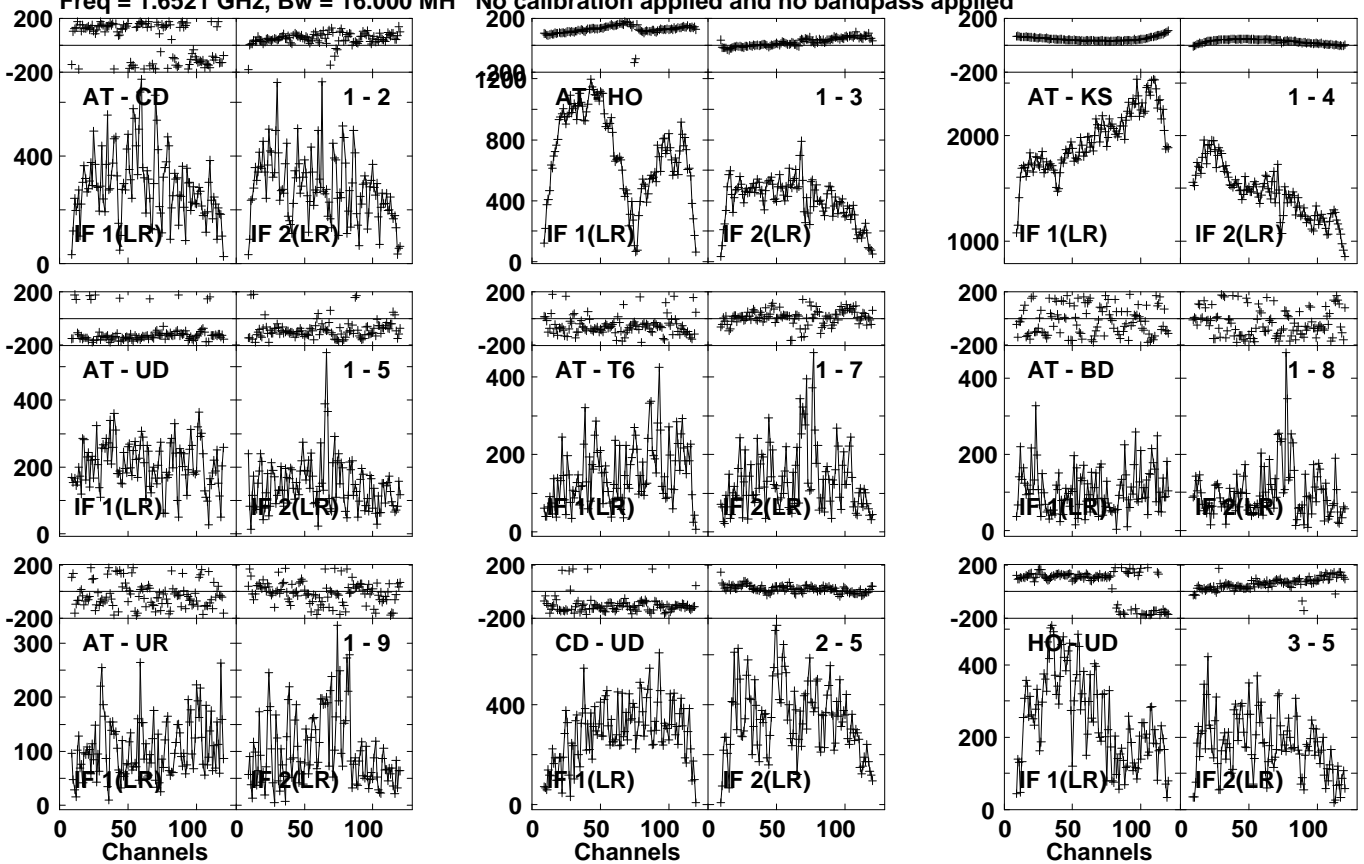 Freq = 1.6521 GHz, Bw = 16.000 MH No calibration applied and no bandpass applied
200
-200
AT - CD
1 - 2
400
0
IF 1(LR)
IF 2(LR)
200
-200
1200
AT - HO
1 - 3
800
400
0
IF 1(LR)
IF 2(LR)
200
-200
AT - KS
1 - 4
2000
1000
IF 1(LR)
IF 2(LR)
200
-200
AT - UD
1 - 5
400
200
0
IF 1(LR)
IF 2(LR)
200
-200
AT - T6
1 - 7
400
200
0
IF 1(LR)
IF 2(LR)
200
-200
AT - BD
1 - 8
400
200
0
IF 1(LR)
IF 2(LR)
200
-200
AT - UR
1 - 9
300
200
100
0
IF 1(LR)
IF 2(LR)
0 50 100 0 50 100
Channels
200
-200
CD - UD
2 - 5
400
0
IF 1(LR)
IF 2(LR)
0 50 100 0 50 100
Channels
200
-200
HO - UD
3 - 5
400
200
0
IF 1(LR)
IF 2(LR)
0 50 100 0 50 100
Channels